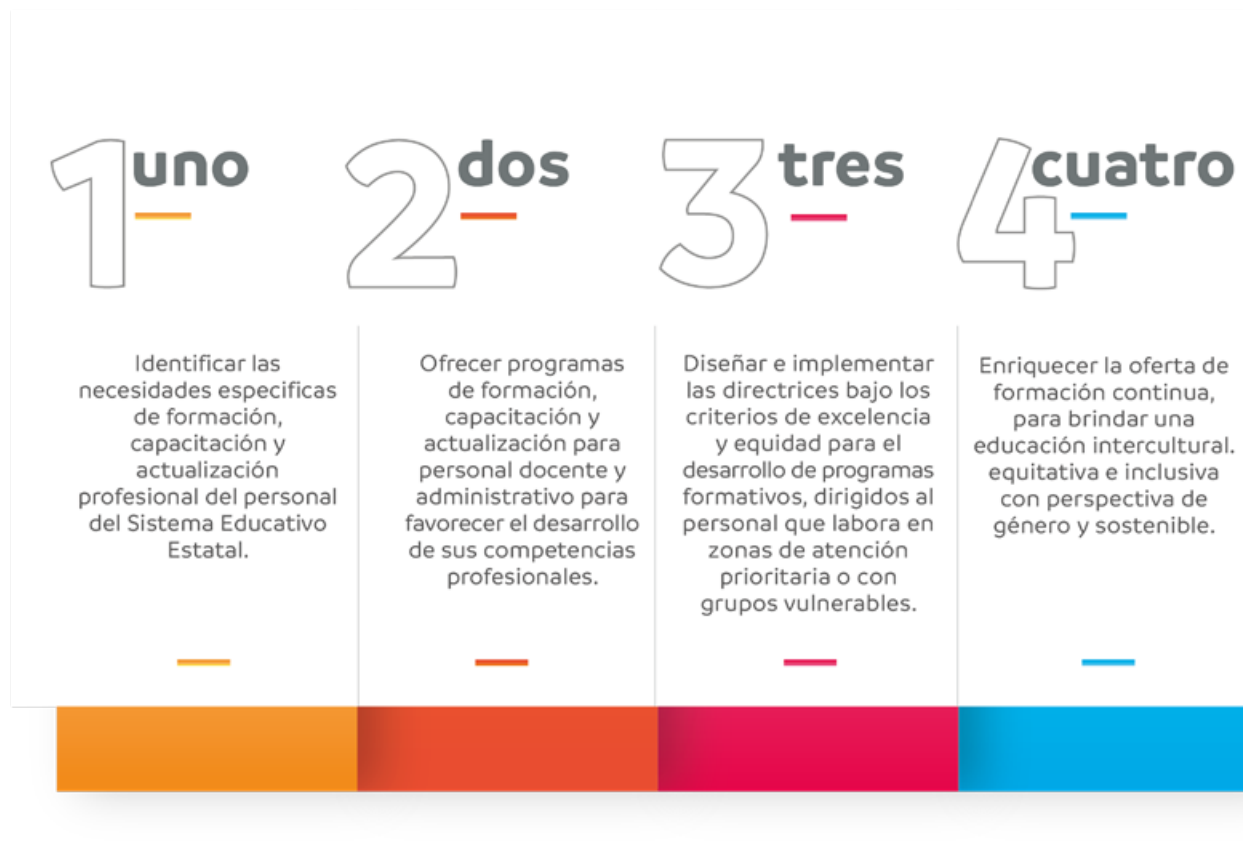 1 uno
Identificar las
necesidades especificas
de formación,
capacitación y
actualización
profesional del personal
del Sistema Educativo
Estatal.
2 dos
Ofrecer programas
de formación,
capacitación y
actualización para
personal docente y
administrativo para
favorecer el desarrollo
de sus competencias
profesionales.
3 tres
Diseñar e implementar
las directrices bajo los
criterios de excelencia
y equidad para el
desarrollo de programas
formativos, dirigidos al
personal que labora en
zonas de atención
prioritaria o con
grupos vulnerables.
4 cuatro
Enriquecer la oferta de
formación continua,
para brindar una
educación intercultural.
equitativa e inclusiva
con perspectiva de
género y sostenible.